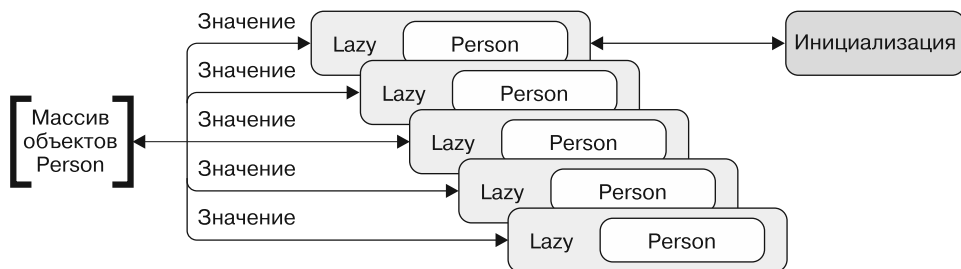 Значение
Lazy Person
Инициализация
Значение
Lazy Person
Массив
объектов
Person
Значение
Lazy Person
Значение
Lazy Person
Значение
Lazy Person